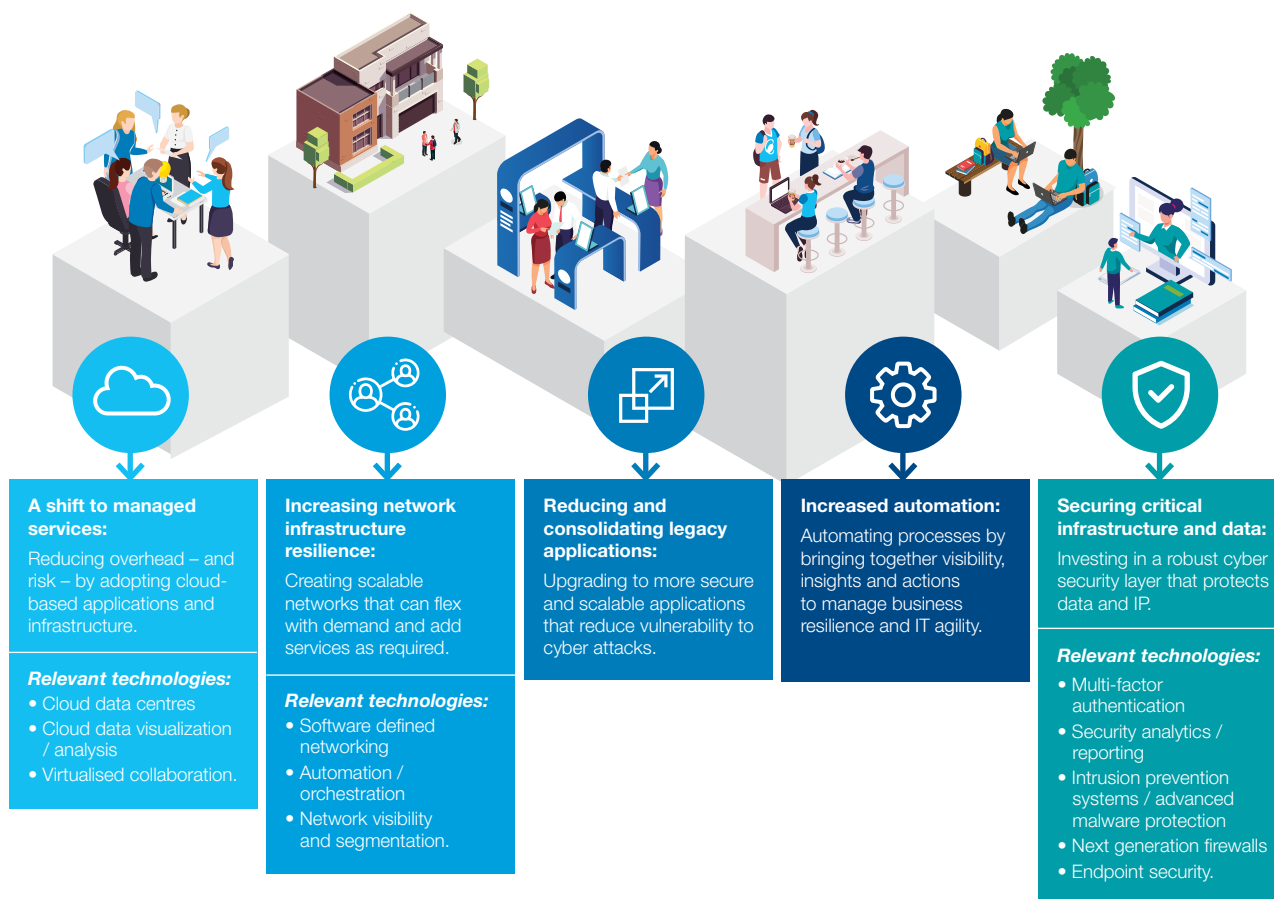 A shift to managed
services:
Reducing overhead – and
risk – by adopting cloud-
based applications and
infrastructure.
Relevant technologies:
• Cloud data centres
• Cloud data visualization
/ analysis
• Virtualised collaboration.
Increasing network
infrastructure
resilience:
Creating scalable
networks that can flex
with demand and add
services as required.
Relevant technologies:
• Software defined
networking
• Automation /
orchestration
• Network visibility
and segmentation.
Reducing and
consolidating legacy
applications:
Upgrading to more secure
and scalable applications
that reduce vulnerability to
cyber attacks.
Increased automation:
Automating processes by
bringing together visibility,
insights and actions
to manage business
resilience and IT agility.
Securing critical
infrastructure and data:
Investing in a robust cyber
security layer that protects
data and IP.
Relevant technologies:
• Multi-factor
authentication
• Security analytics /
reporting
• Intrusion prevention
systems / advanced
malware protection
• Next generation firewalls
• Endpoint security.